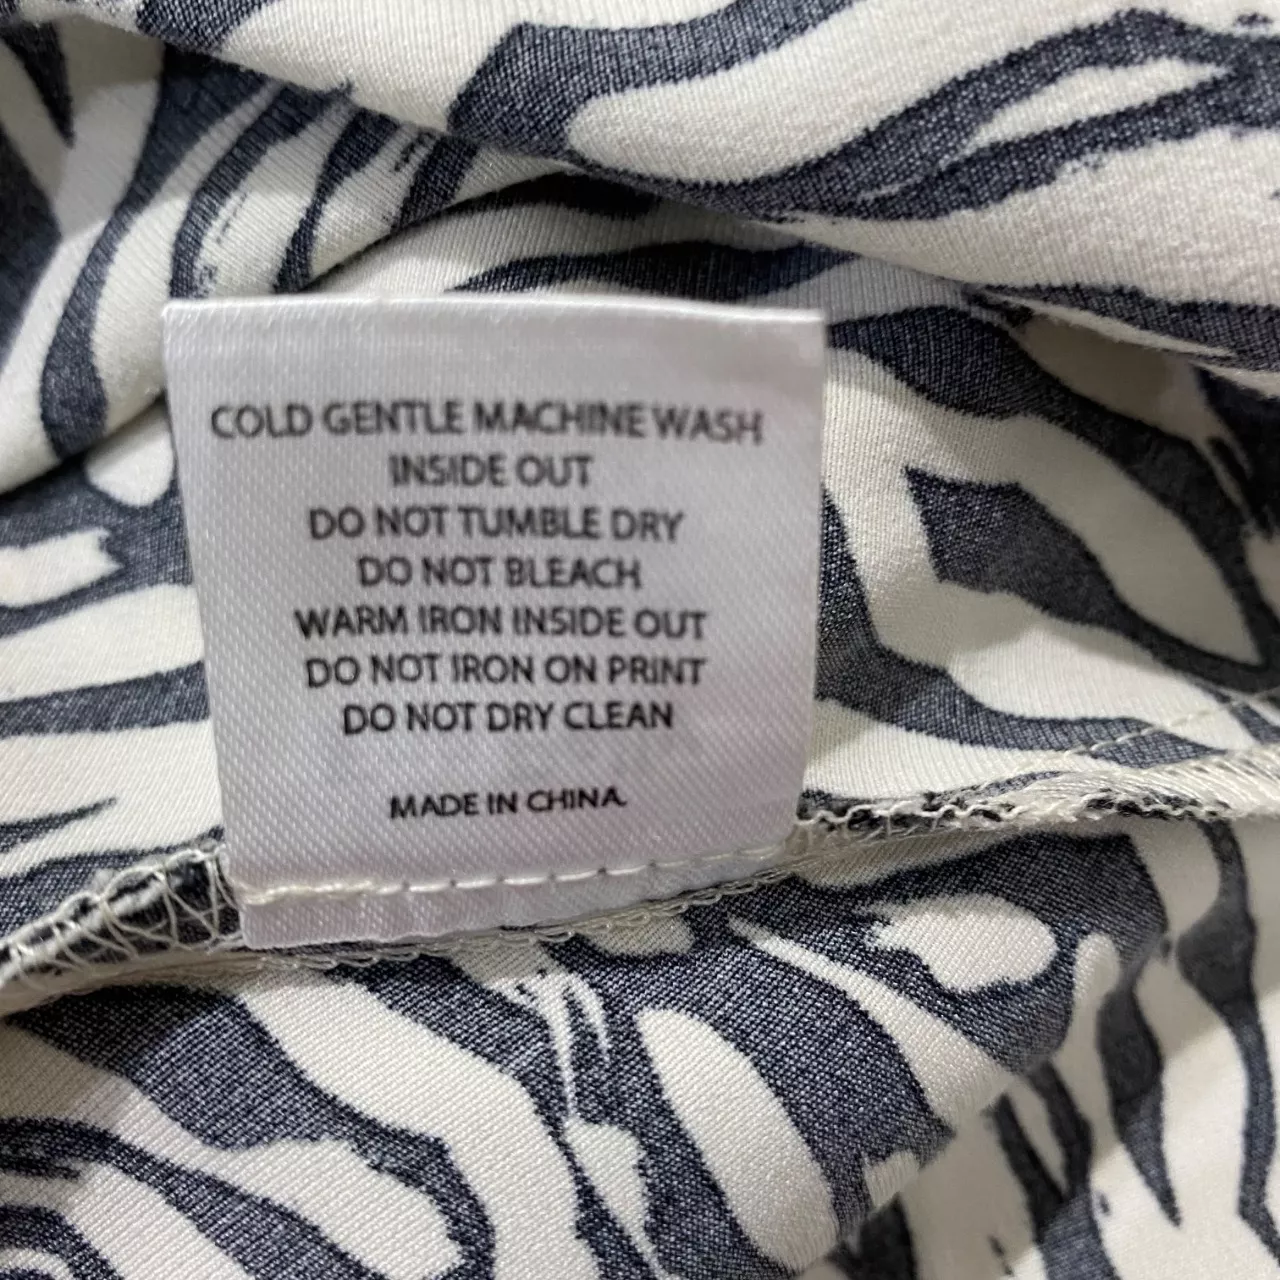 COLD GENTLE MACHINE WASH
INSIDE OUT
DO NOT TUMBLE DRY
DO NOT BLEACH
WARM IRON INSIDE OUT
DO NOT IRON ON PRINT
DO NOT DRY CLEAN
MADE IN CHINA.